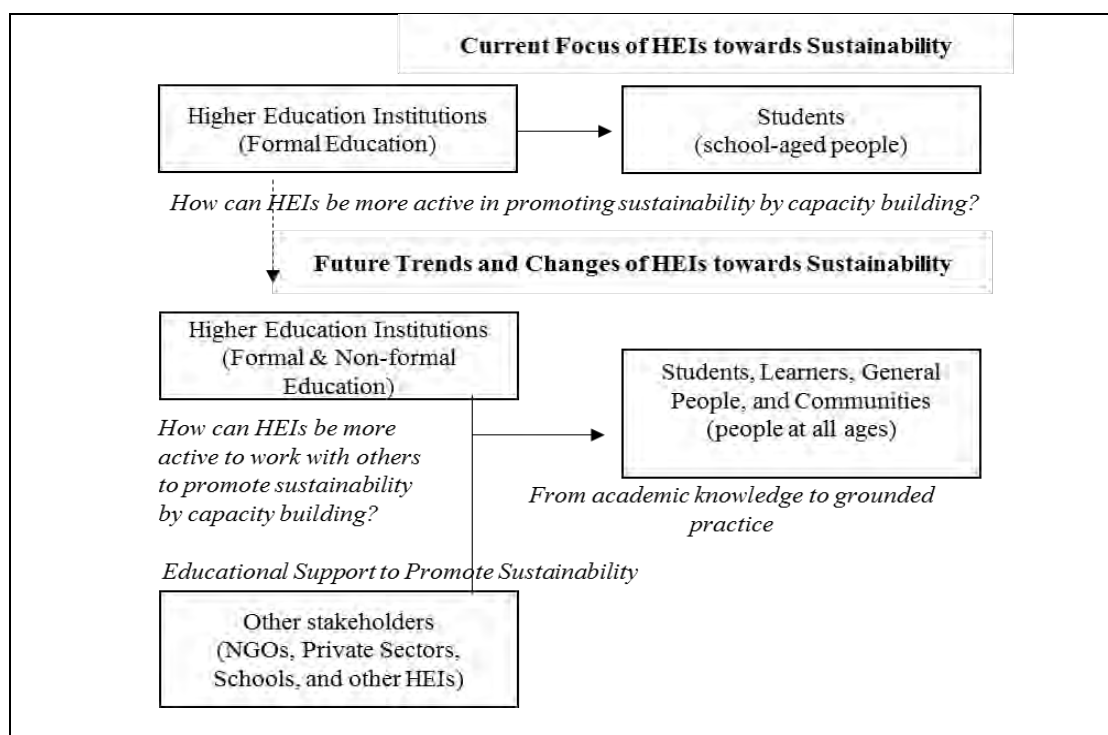 Current Focus of HEIs towards Sustainability
Higher Education Institutions
(Formal Education)
Students
(school-aged people)
How can HEIs be more active in promoting sustainability by capacity building?
Future Trends and Changes of HEIs towards Sustainability
Higher Education Institutions
(Formal & Non-formal
Education)
Students, Learners, General
People, and Communities
(people at all ages)
How can HEIs be more
active to work with others
to promote sustainability
by capacity building?
From academic knowledge to grounded
practice
Educational Support to Promote Sustainability
Other stakeholders
(NGOs, Private Sectors,
Schools, and other HEIs)